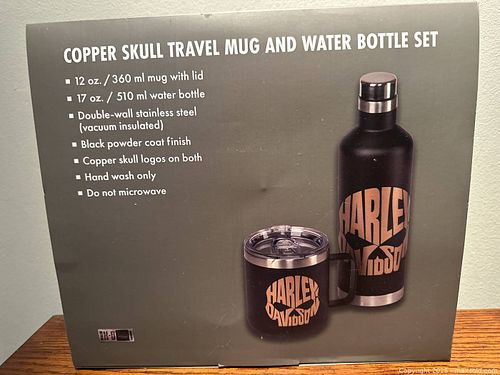 COPPER SKULL TRAVEL MUG AND WATER BOTTLE SET
▪ 12 oz. / 360 ml mug with lid
▪ 17 oz. / 510 ml water bottle
▪ Double-wall stainless steel
(vacuum insulated)
▪ Black powder coat finish
▪ Copper skull logos on both
▪ Hand wash only
▪ Do not microwave
HARLEY
DAVIDSON
HARLEY
DAVIDSON